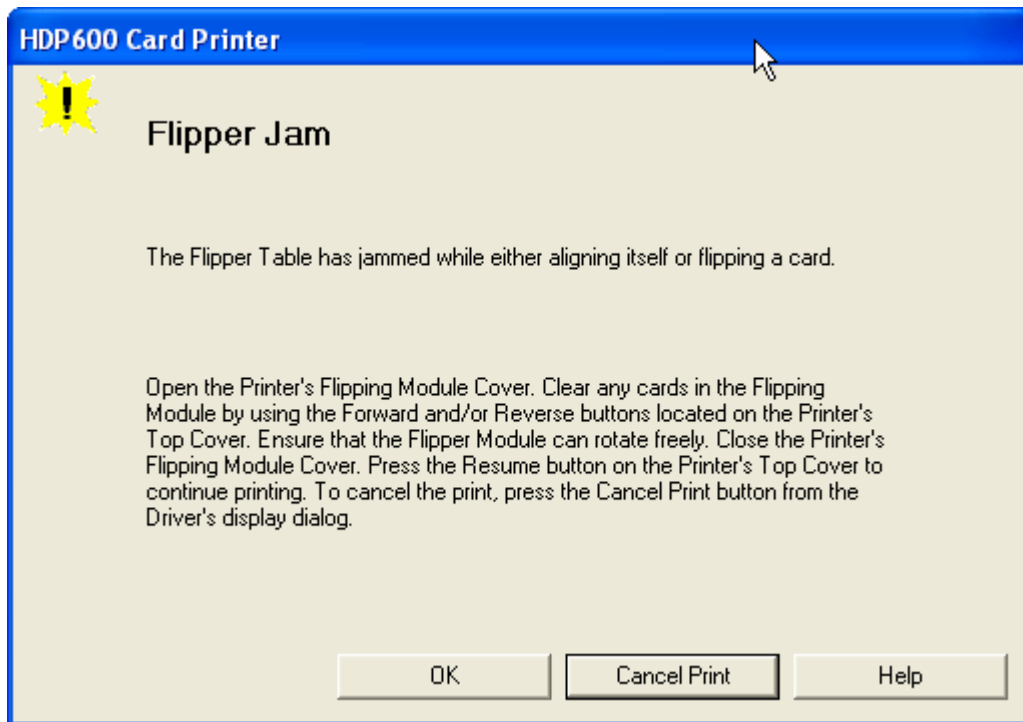 HDP600 Card Printer
Flipper Jam
The Flipper Table has jammed while either aligning itself or flipping a card.
Open the Printer's Flipping Module Cover. Clear any cards in the Flipping
Module by using the Forward and/or Reverse buttons located on the Printer's
Top Cover. Ensure that the Flipper Module can rotate freely. Close the Printer's
Flipping Module Cover. Press the Resume button on the Printer's Top Cover to
continue printing. To cancel the print, press the Cancel Print button from the
Driver's display dialog.
OK
Cancel Print
Help